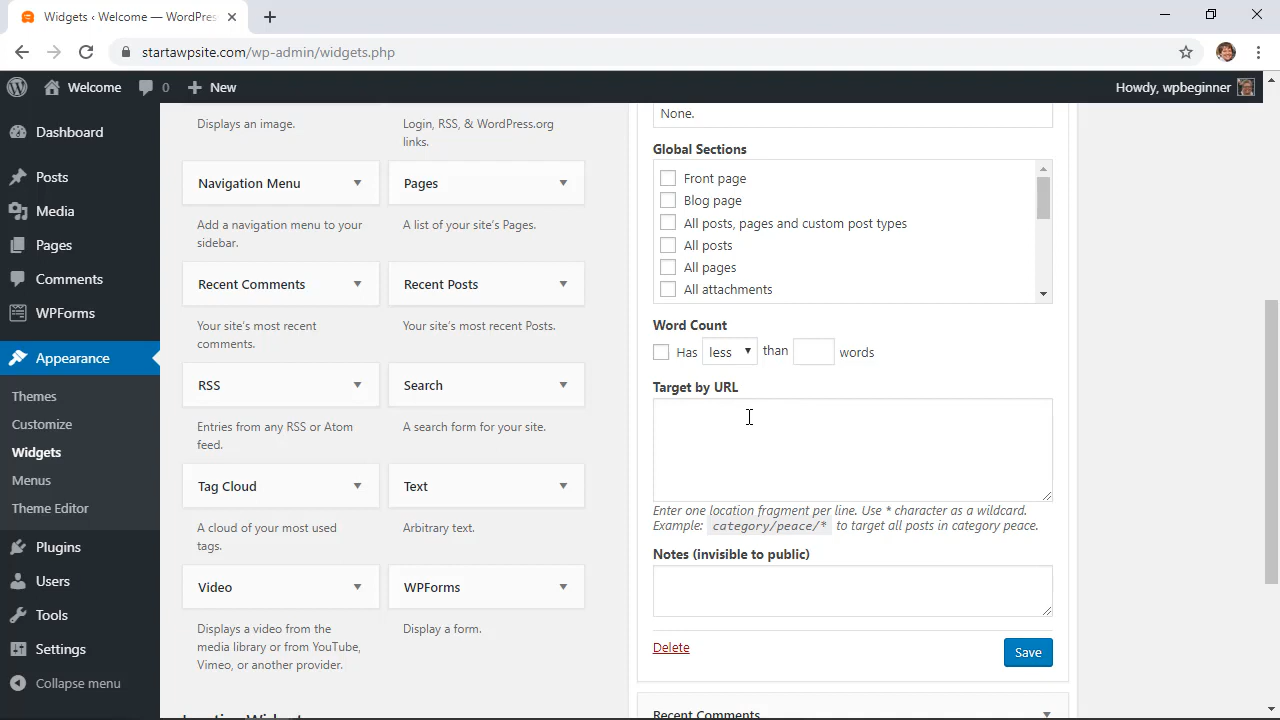 Widgets ‹ Welcome — WordPres
startawpsite.com/wp-admin/widgets.php
Welcome
0
New
Howdy, wpbeginner
Dashboard
Posts
Media
Pages
Comments
WPForms
Appearance
Themes
Customize
Widgets
Menus
Theme Editor
Plugins
Users
Tools
Settings
Collapse menu
Displays an image.
Login, RSS, & WordPress.org
links.
Navigation Menu
Add a navigation menu to your
sidebar.
Pages
A list of your site's Pages.
Recent Comments
Your site's most recent
comments.
Recent Posts
Your site's most recent Posts.
RSS
Entries from any RSS or Atom
feed.
Search
A search form for your site.
Tag Cloud
A cloud of your most used
tags.
Text
Arbitrary text.
Video
Displays a video from the
media library or from YouTube,
Vimeo, or another provider.
WPForms
Display a form.
None.
Global Sections
Front page
Blog page
All posts, pages and custom post types
All posts
All pages
All attachments
Word Count
Has less than words
Target by URL
Enter one location fragment per line. Use * character as a wildcard.
Example: category/peace/* to target all posts in category peace.
Notes (invisible to public)
Delete
Save
Recent Comments